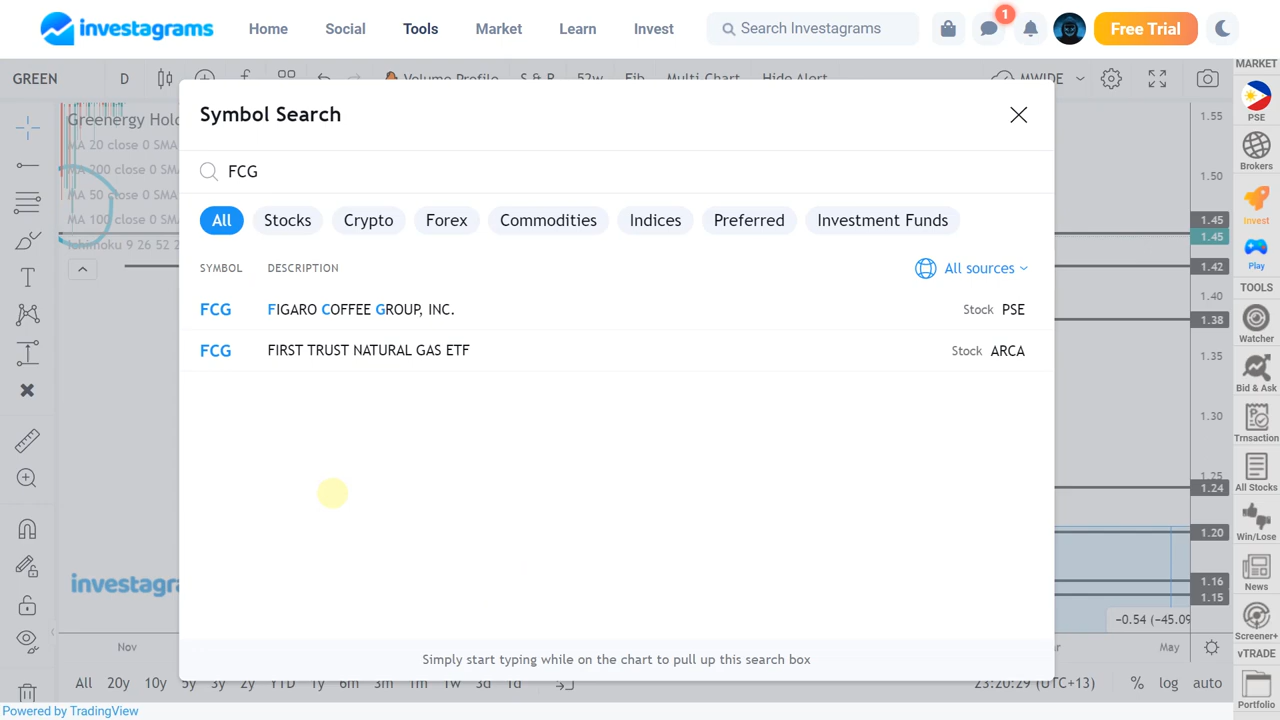 investagrams
Home
Social
Tools
Market
Learn
Invest
Search Investagrams
1
Free Trial
GREEN
D
Volume Profile
S & R
52w
Fib
Multi Chart
Hide Alert
MWIDE
MARKET
PSE
Brokers
Invest
Play
TOOLS
Watcher
Bid & Ask
Trnsaction
All Stocks
Win/Lose
News
Screener+
vTRADE
Portfolio
Greenergy Hol
MA 20 close 0 SMA
MA 200 close 0 SMA
MA 50 close 0 SMA
MA 100 close 0 SMA
Ichimoku 9 26 52 2
Symbol Search
FCG
All
Stocks
Crypto
Forex
Commodities
Indices
Preferred
Investment Funds
SYMBOL
DESCRIPTION
All sources
FCG
FIGARO COFFEE GROUP, INC.
Stock PSE
FCG
FIRST TRUST NATURAL GAS ETF
Stock ARCA
Simply start typing while on the chart to pull up this search box
1.55
1.50
1.45
1.45
1.42
1.40
1.38
1.35
1.30
1.25
1.24
1.20
1.16
1.15
−0.54 (−45.09
investagra
Nov
May
All
20y
10y
5y
3y
2y
YTD
1y
6m
3m
1m
1w
3d
1d
23:20:29 (UTC+13)
%
log
auto
Powered by TradingView